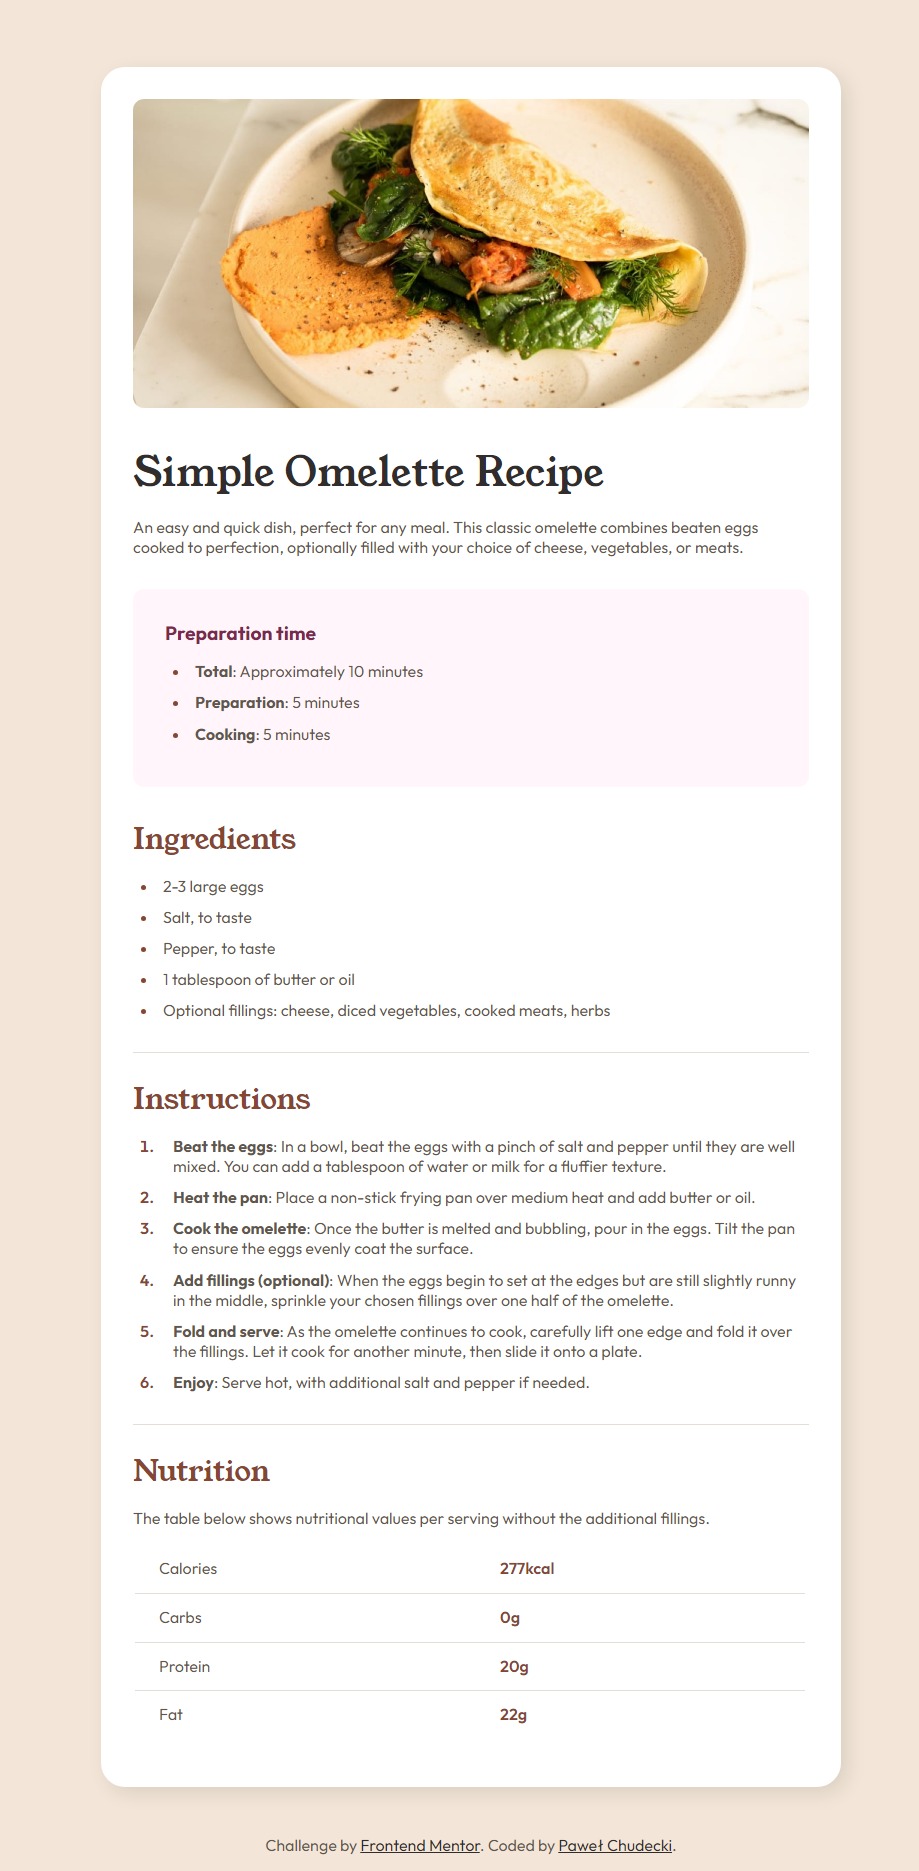 Simple Omelette Recipe
An easy and quick dish, perfect for any meal. This classic omelette combines beaten eggs
cooked to perfection, optionally filled with your choice of cheese, vegetables, or meats.
Preparation time
• Total: Approximately 10 minutes
• Preparation: 5 minutes
• Cooking: 5 minutes
Ingredients
• 2-3 large eggs
• Salt, to taste
• Pepper, to taste
• 1 tablespoon of butter or oil
• Optional fillings: cheese, diced vegetables, cooked meats, herbs
Instructions
1. Beat the eggs: In a bowl, beat the eggs with a pinch of salt and pepper until they are well
mixed. You can add a tablespoon of water or milk for a fluffier texture.
2. Heat the pan: Place a non-stick frying pan over medium heat and add butter or oil.
3. Cook the omelette: Once the butter is melted and bubbling, pour in the eggs. Tilt the pan
to ensure the eggs evenly coat the surface.
4. Add fillings (optional): When the eggs begin to set at the edges but are still slightly runny
in the middle, sprinkle your chosen fillings over one half of the omelette.
5. Fold and serve: As the omelette continues to cook, carefully lift one edge and fold it over
the fillings. Let it cook for another minute, then slide it onto a plate.
6. Enjoy: Serve hot, with additional salt and pepper if needed.
Nutrition
The table below shows nutritional values per serving without the additional fillings.
Calories 277kcal
Carbs 0g
Protein 20g
Fat 22g
Challenge by Frontend Mentor. Coded by Paweł Chudecki.